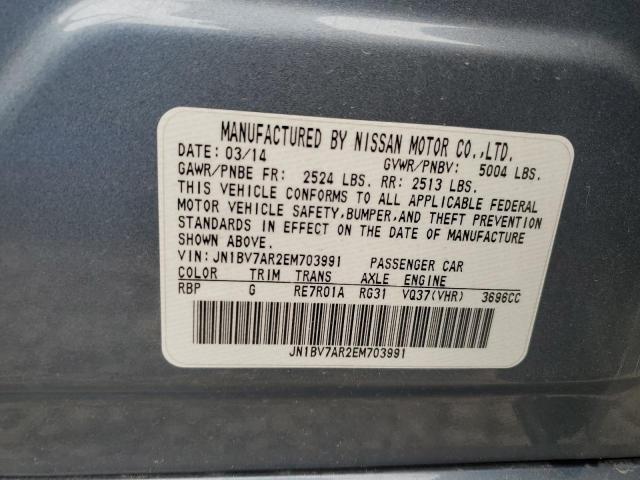 MANUFACTURED BY NISSAN MOTOR CO.,LTD.
DATE: 03/14 GVWR/PNBV: 5004 LBS.
GAWR/PNBE FR: 2524 LBS. RR: 2513 LBS.
THIS VEHICLE CONFORMS TO ALL APPLICABLE FEDERAL
MOTOR VEHICLE SAFETY,BUMPER,AND THEFT PREVENTION
STANDARDS IN EFFECT ON THE DATE OF MANUFACTURE
SHOWN ABOVE.
VIN: JN1BV7AR2EM703991 PASSENGER CAR
COLOR TRIM TRANS AXLE ENGINE
RBP G RE7R01A RG31 VQ37(VHR) 3696CC
JN1BV7AR2EM703991